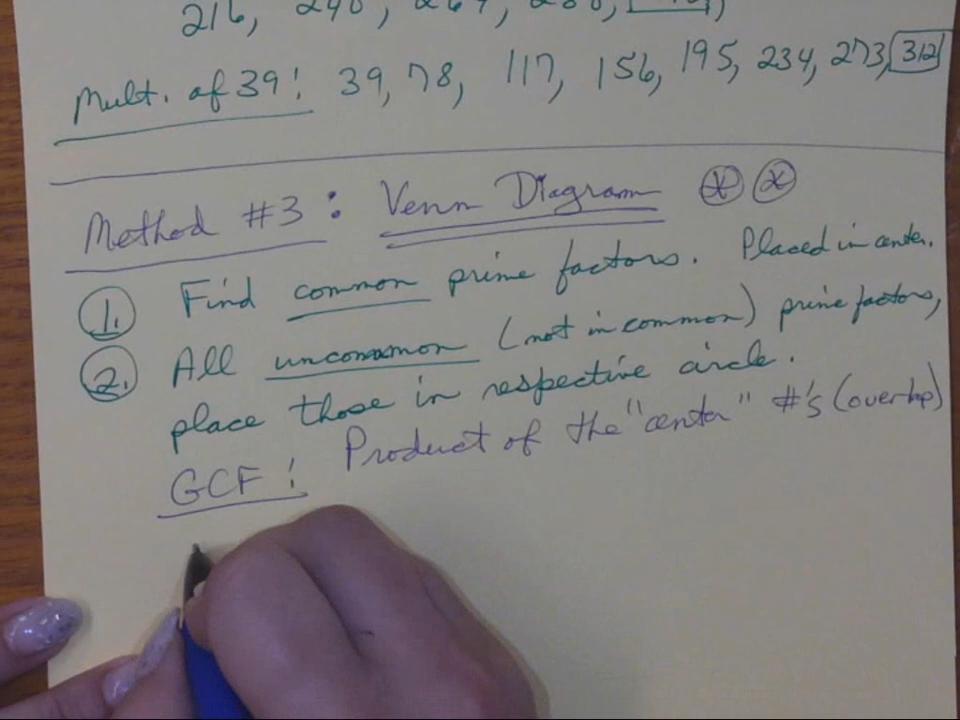 216,
Mult. of 39: 39, 78, 117, 156, 195, 234, 273, 312
Method #3: Venn Diagram
1. Find common prime factors. Placed in center.
2. All uncommon (not in common) prime factors,
place those in respective circle.
GCF: Product of the "center" #'s (overlap)